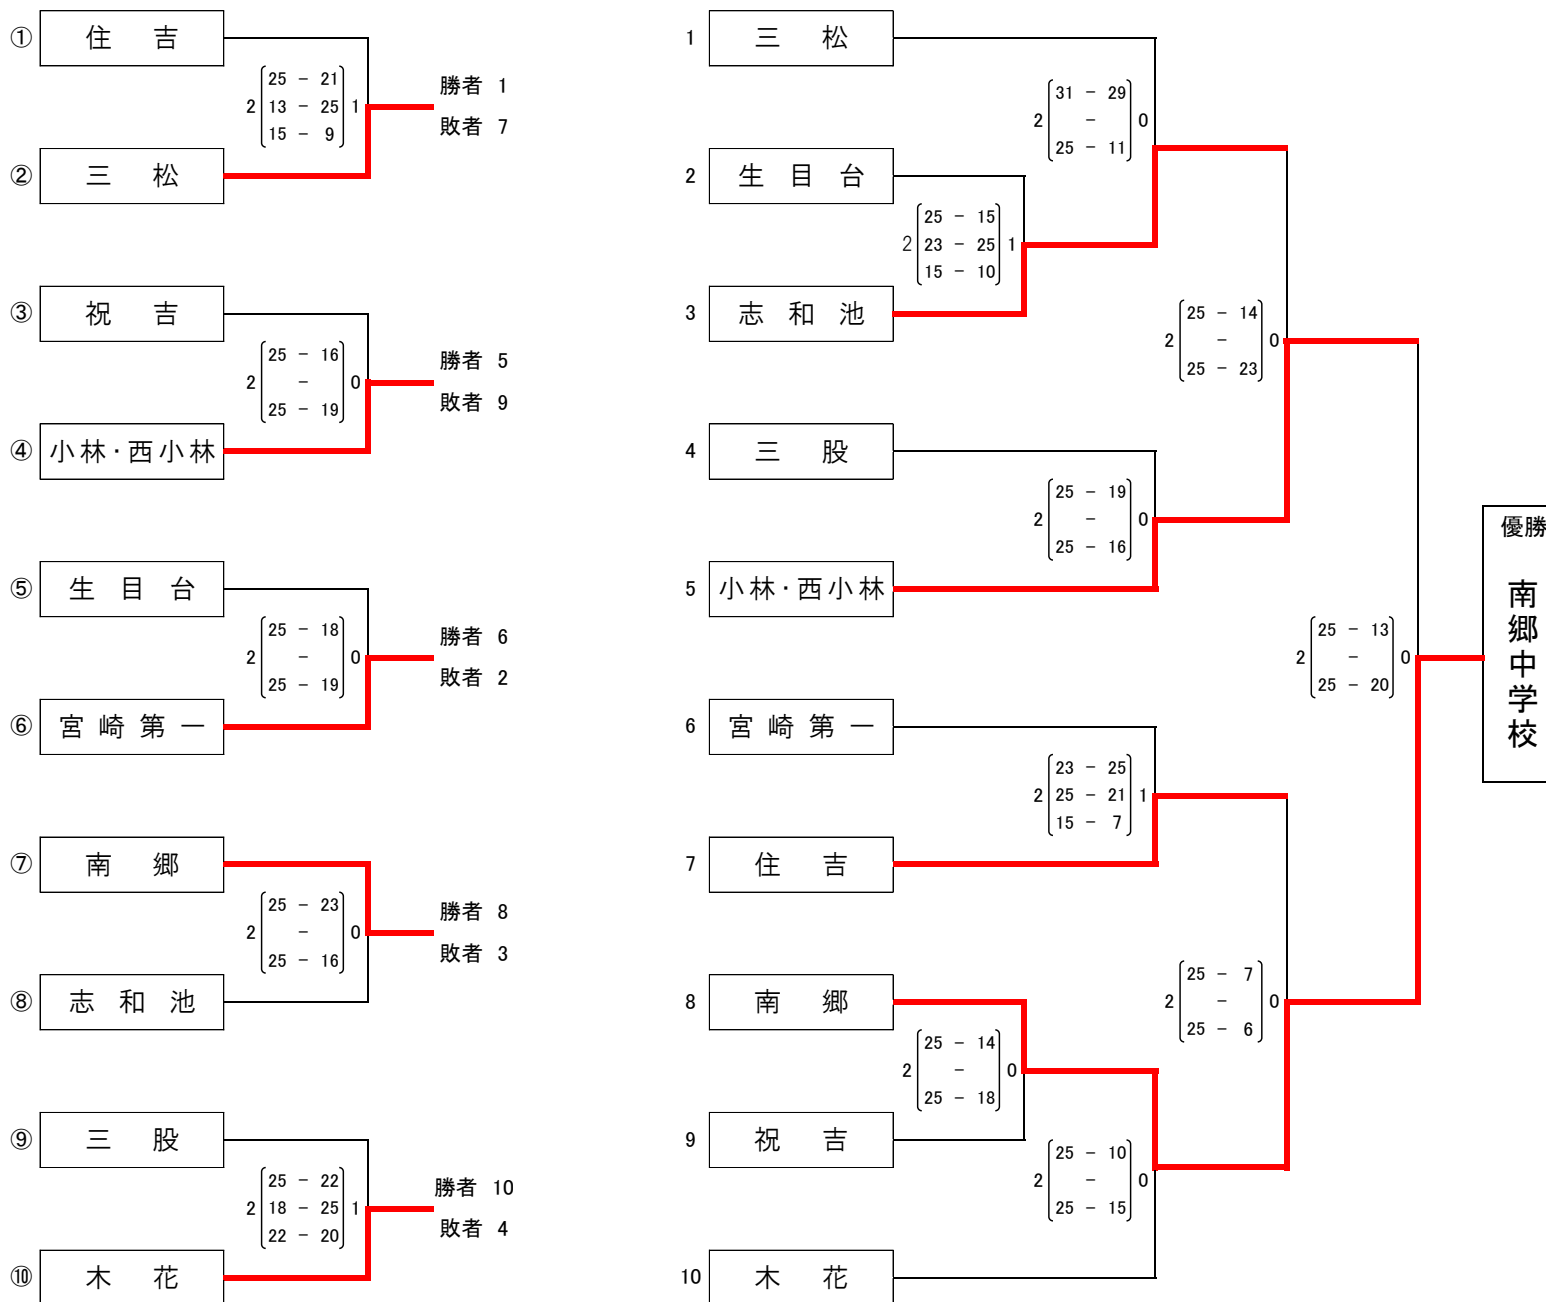 ① 住 吉
25 - 21
2 13 - 25 1
15 - 9
勝者 1
敗者 7
② 三 松
③ 祝 吉
25 - 16
2 - 0
25 - 19
勝者 5
敗者 9
④ 小林・西小林
⑤ 生 目 台
25 - 18
2 - 0
25 - 19
勝者 6
敗者 2
⑥ 宮 崎 第 一
⑦ 南 郷
25 - 23
2 - 0
25 - 16
勝者 8
敗者 3
⑧ 志 和 池
⑨ 三 股
25 - 22
2 18 - 25 1
22 - 20
勝者 10
敗者 4
⑩ 木 花
1 三 松
31 - 29
2 - 0
25 - 11
2 生 目 台
25 - 15
2 23 - 25 1
15 - 10
3 志 和 池
25 - 14
2 - 0
25 - 23
4 三 股
25 - 19
2 - 0
25 - 16
5 小林・西小林
25 - 13
2 - 0
25 - 20
6 宮 崎 第 一
23 - 25
2 25 - 21 1
15 - 7
7 住 吉
25 - 7
2 - 0
25 - 6
8 南 郷
25 - 14
2 - 0
25 - 18
9 祝 吉
25 - 10
2 - 0
25 - 15
10 木 花
優勝
南郷中学校